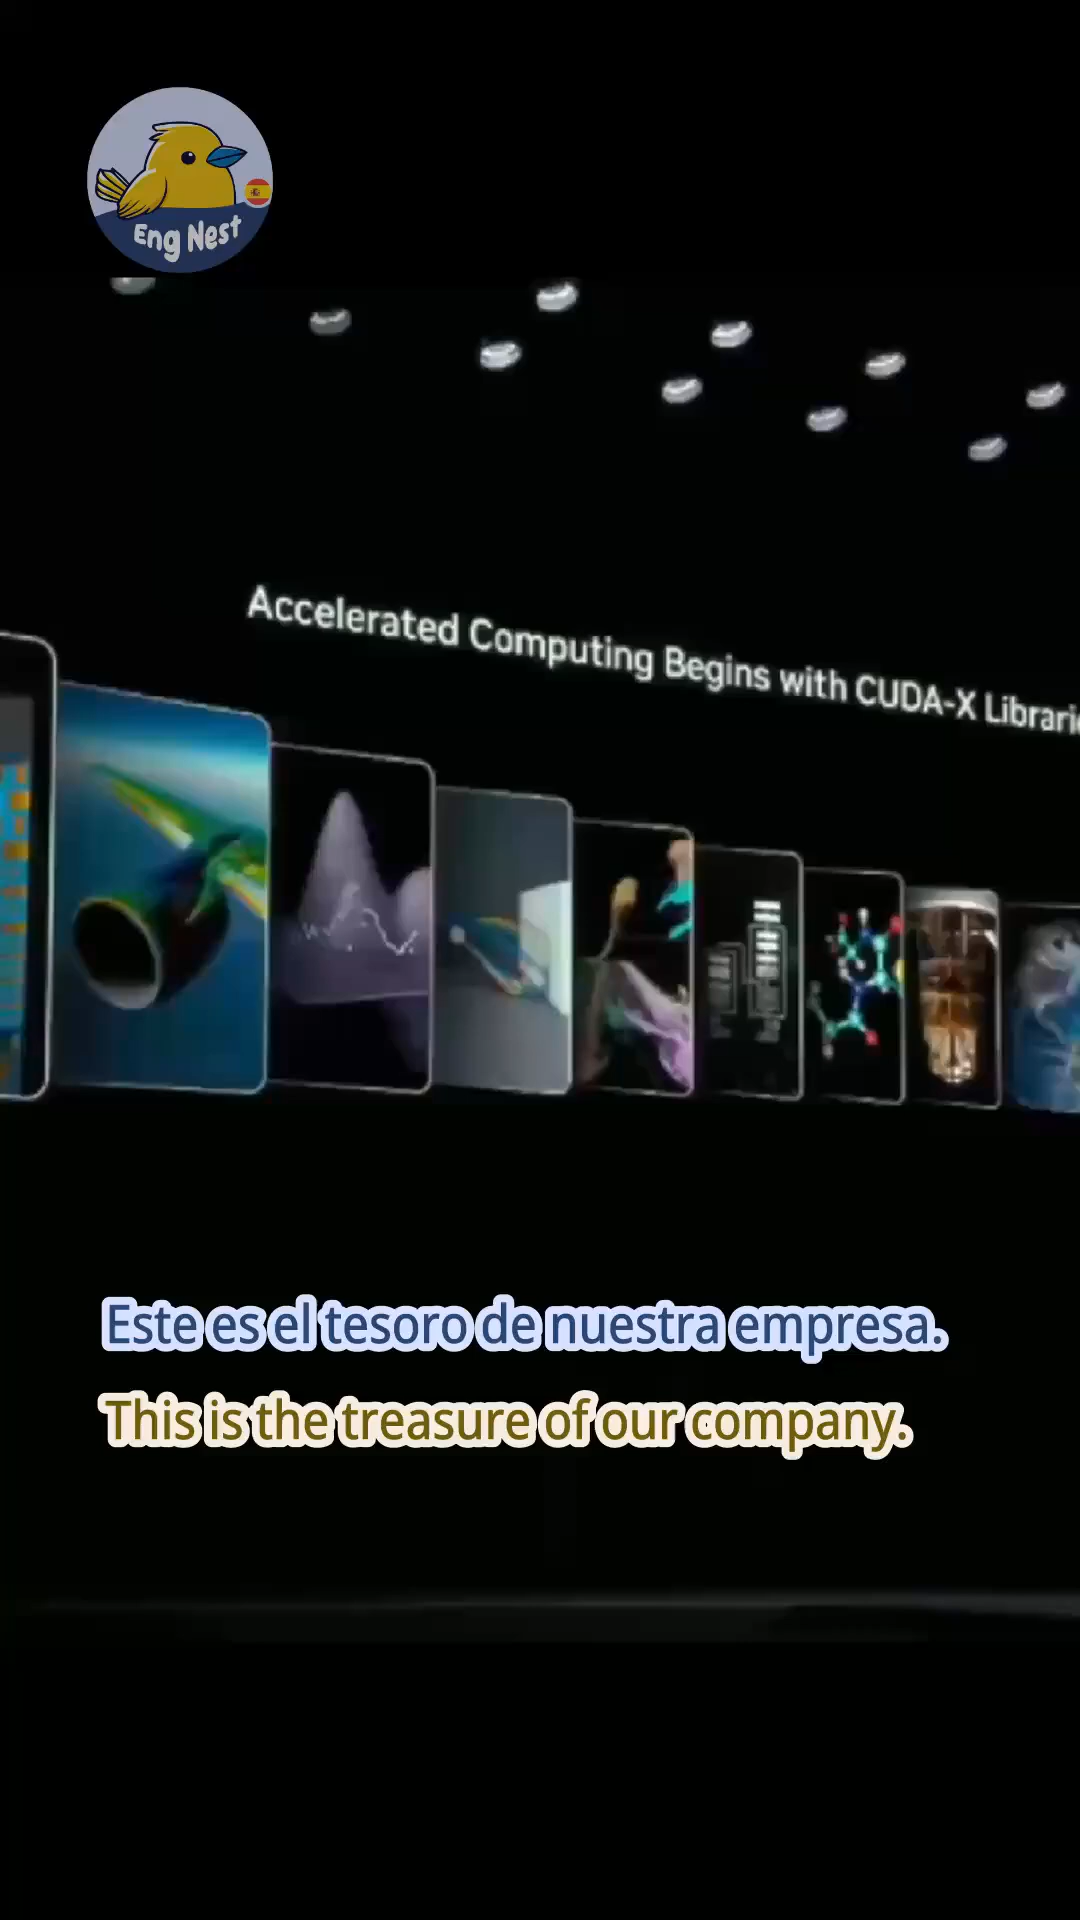 Eng Nest
Accelerated Computing Begins with CUDA-X Librarie
Este es el tesoro de nuestra empresa.
This is the treasure of our company.